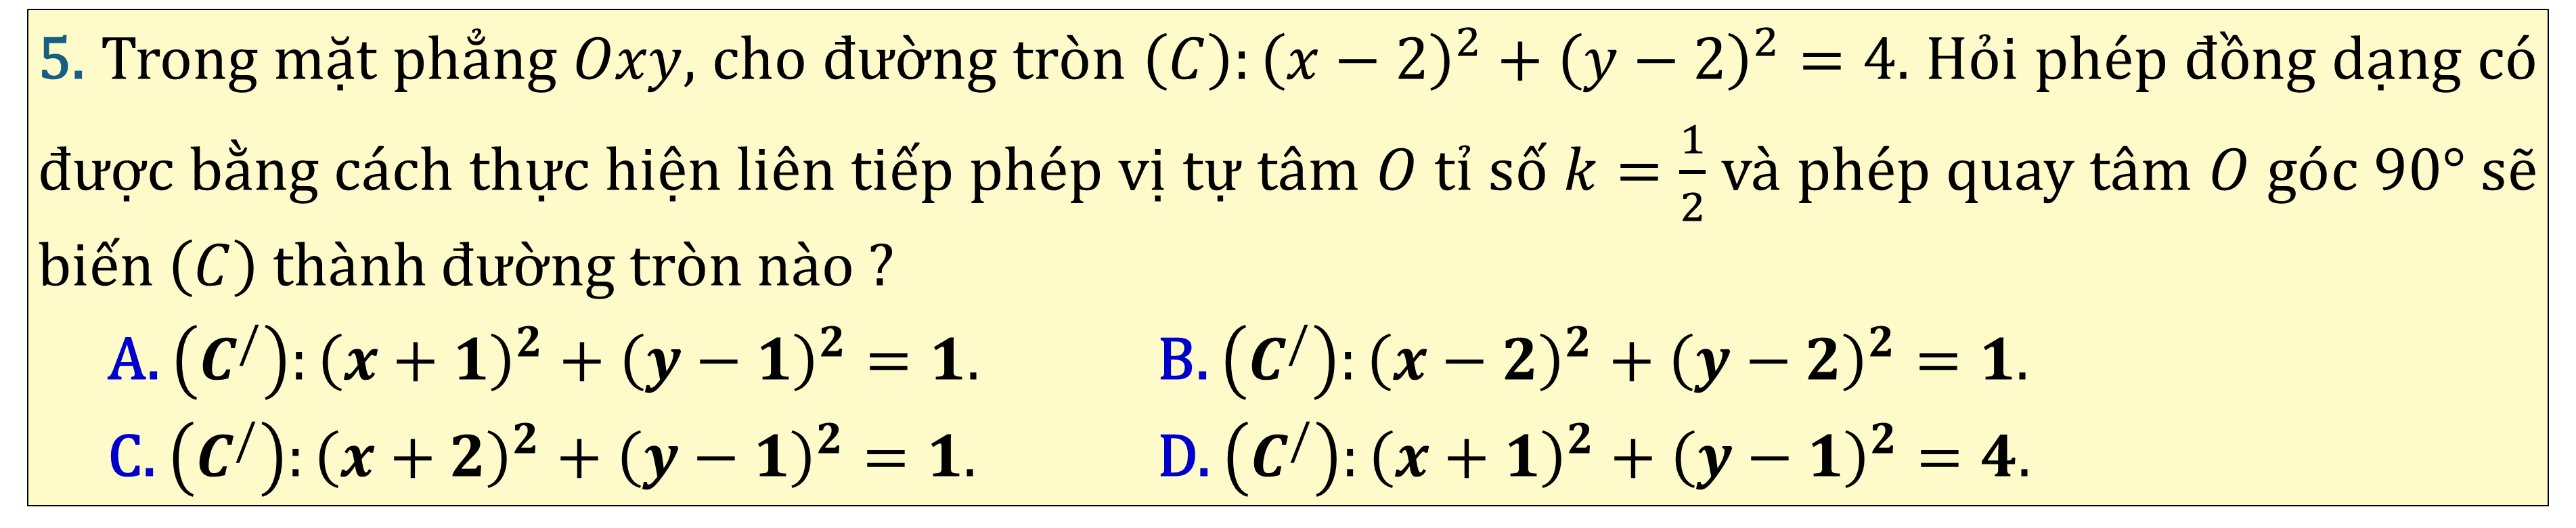 5. Trong mặt phẳng Oxy, cho đường tròn (C): (x − 2)² + (y − 2)² = 4. Hỏi phép đồng dạng có
được bằng cách thực hiện liên tiếp phép vị tự tâm O tỉ số k = 1/2 và phép quay tâm O góc 90° sẽ
biến (C) thành đường tròn nào ?
A. (C/): (x + 1)² + (y − 1)² = 1. B. (C/): (x − 2)² + (y − 2)² = 1.
C. (C/): (x + 2)² + (y − 1)² = 1. D. (C/): (x + 1)² + (y − 1)² = 4.